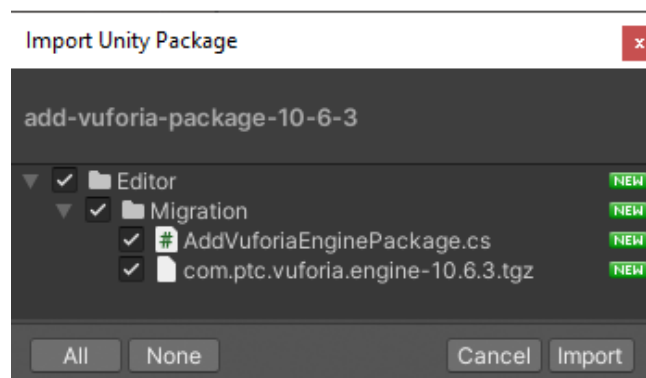 Import Unity Package
x
add-vuforia-package-10-6-3
Editor NEW
Migration NEW
# AddVuforiaEnginePackage.cs NEW
com.ptc.vuforia.engine-10.6.3.tgz NEW
All None Cancel Import